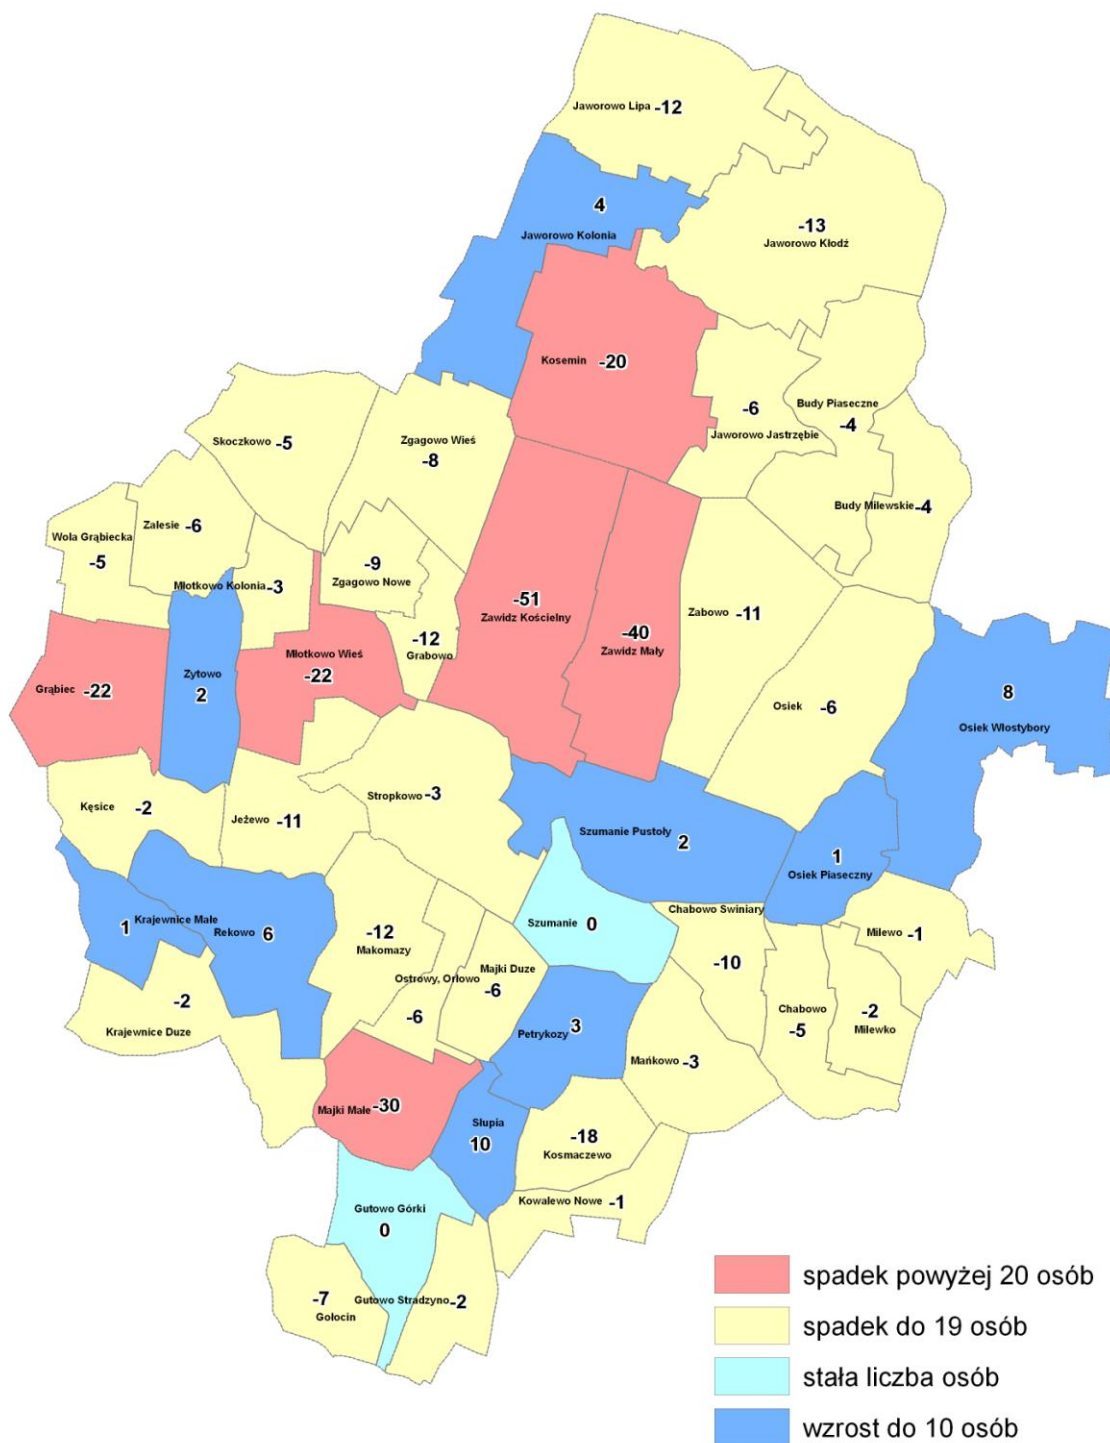 Jaworowo Lipa -12
4
Jaworowo Kolonia
-13
Jaworowo Kłodź
Kosemin -20
-6
Jaworowo Jastrzębie
Budy Piaseczne
-4
Budy Milewskie -4
Skoczkowo -5
Zgagowo Wieś
-8
Zalesie -6
Wola Grąbiecka
-5
Młotkowo Kolonia -3
-9
Zgagowo Nowe
-51
Zawidz Kościelny
-40
Zawidz Mały
Zabowo -11
-12
Grabowo
Młotkowo Wieś
-22
Grąbiec -22
Zytowo
2
Osiek -6
8
Osiek Włostybory
Kęsice -2
Jeżewo -11
Stropkowo -3
Szumanie Pustoły
2
1
Osiek Piaseczny
Krajewnice Małe
1
Rekowo 6
-12
Makomazy
Szumanie 0
Chabowo Swiniary
-10
Milewo -1
Ostrowy, Orłowo
-6
Majki Duze
-6
-2
Krajewnice Duze
Petrykozy 3
Mańkowo -3
Chabowo
-5
-2
Milewko
Majki Małe -30
Słupia
10
-18
Kosmaczewo
Kowalewo Nowe -1
Gutowo Górki
0
-7
Gołocin
Gutowo Stradzyno -2
spadek powyżej 20 osób
spadek do 19 osób
stała liczba osób
wzrost do 10 osób